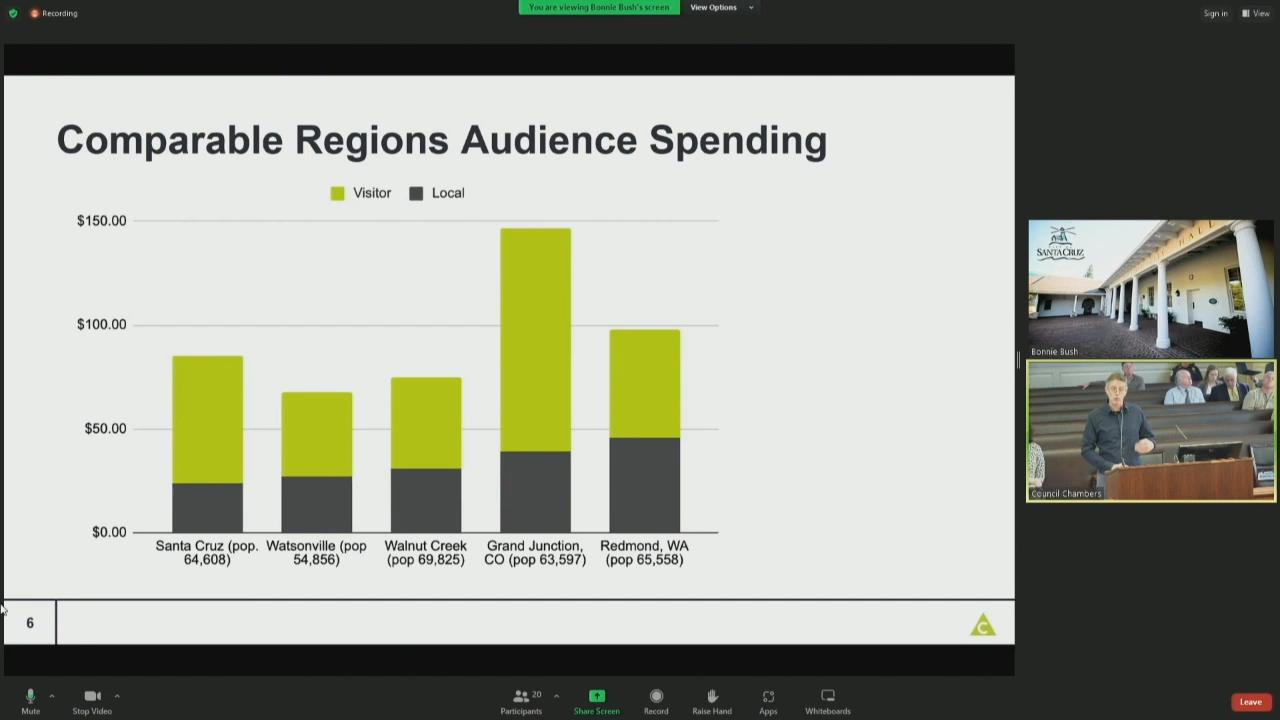 Recording
You are viewing Bonnie Bush's screen
View Options
Sign in
View
Comparable Regions Audience Spending
Visitor
Local
$150.00
$100.00
$50.00
$0.00
Santa Cruz (pop. 64,608)
Watsonville (pop 54,856)
Walnut Creek (pop 69,825)
Grand Junction, CO (pop 63,597)
Redmond, WA (pop 65,558)
6
C
SANTA CRUZ
HALL
Bonnie Bush
Council Chambers
Mute
Stop Video
20
Participants
Share Screen
Record
Raise Hand
Apps
Whiteboards
Leave